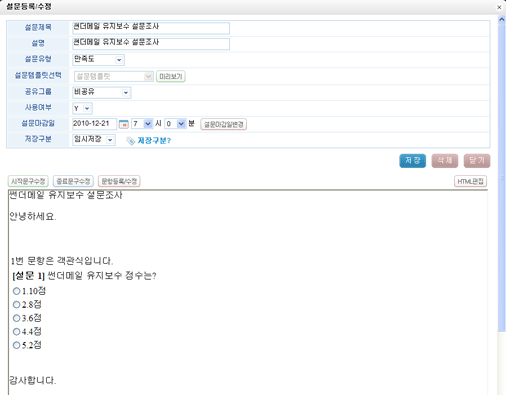 설문등록/수정
설문제목 썬더메일 유지보수 설문조사
설명 썬더메일 유지보수 설문조사
설문유형 만족도
설문템플릿선택 설문템플릿 미리보기
공유그룹 비공유
사용여부 Y
설문마감일 2010-12-21 7 시 0 분 설문마감일변경
저장구분 임시저장 저장구분?
저장 삭제 닫기
시작문구수정 종료문구수정 문항등록/수정 HTML편집
썬더메일 유지보수 설문조사
안녕하세요.
1번 문항은 객관식입니다.
[설문 1] 썬더메일 유지보수 점수는?
1.10점
2.8점
3.6점
4.4점
5.2점
감사합니다.